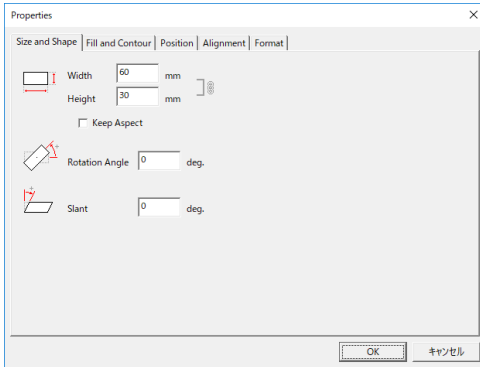 Properties
Size and Shape Fill and Contour Position Alignment Format
Width 60 mm
Height 30 mm
Keep Aspect
Rotation Angle 0 deg.
Slant 0 deg.
OK キャンセル